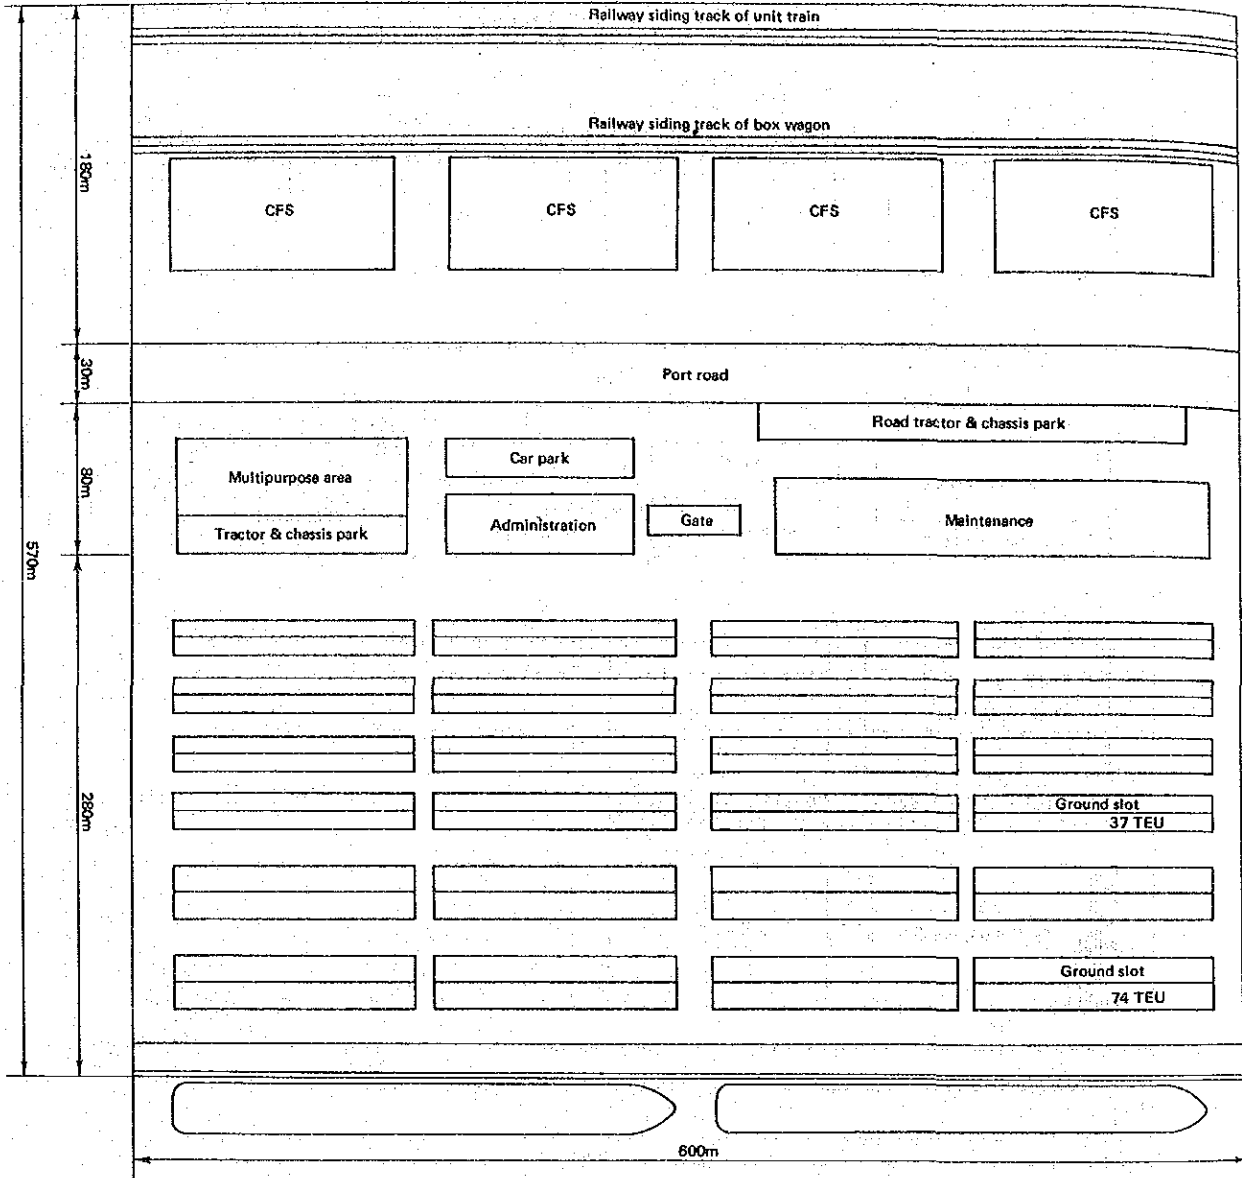 Railway siding track of unit train
Railway siding track of box wagon
180m
CFS
CFS
CFS
CFS
30m
Port road
Road tractor & chassis park
80m
Multipurpose area
Car park
Tractor & chassis park
Administration
Gate
Maintenance
570m
280m
Ground slot
37 TEU
Ground slot
74 TEU
600m